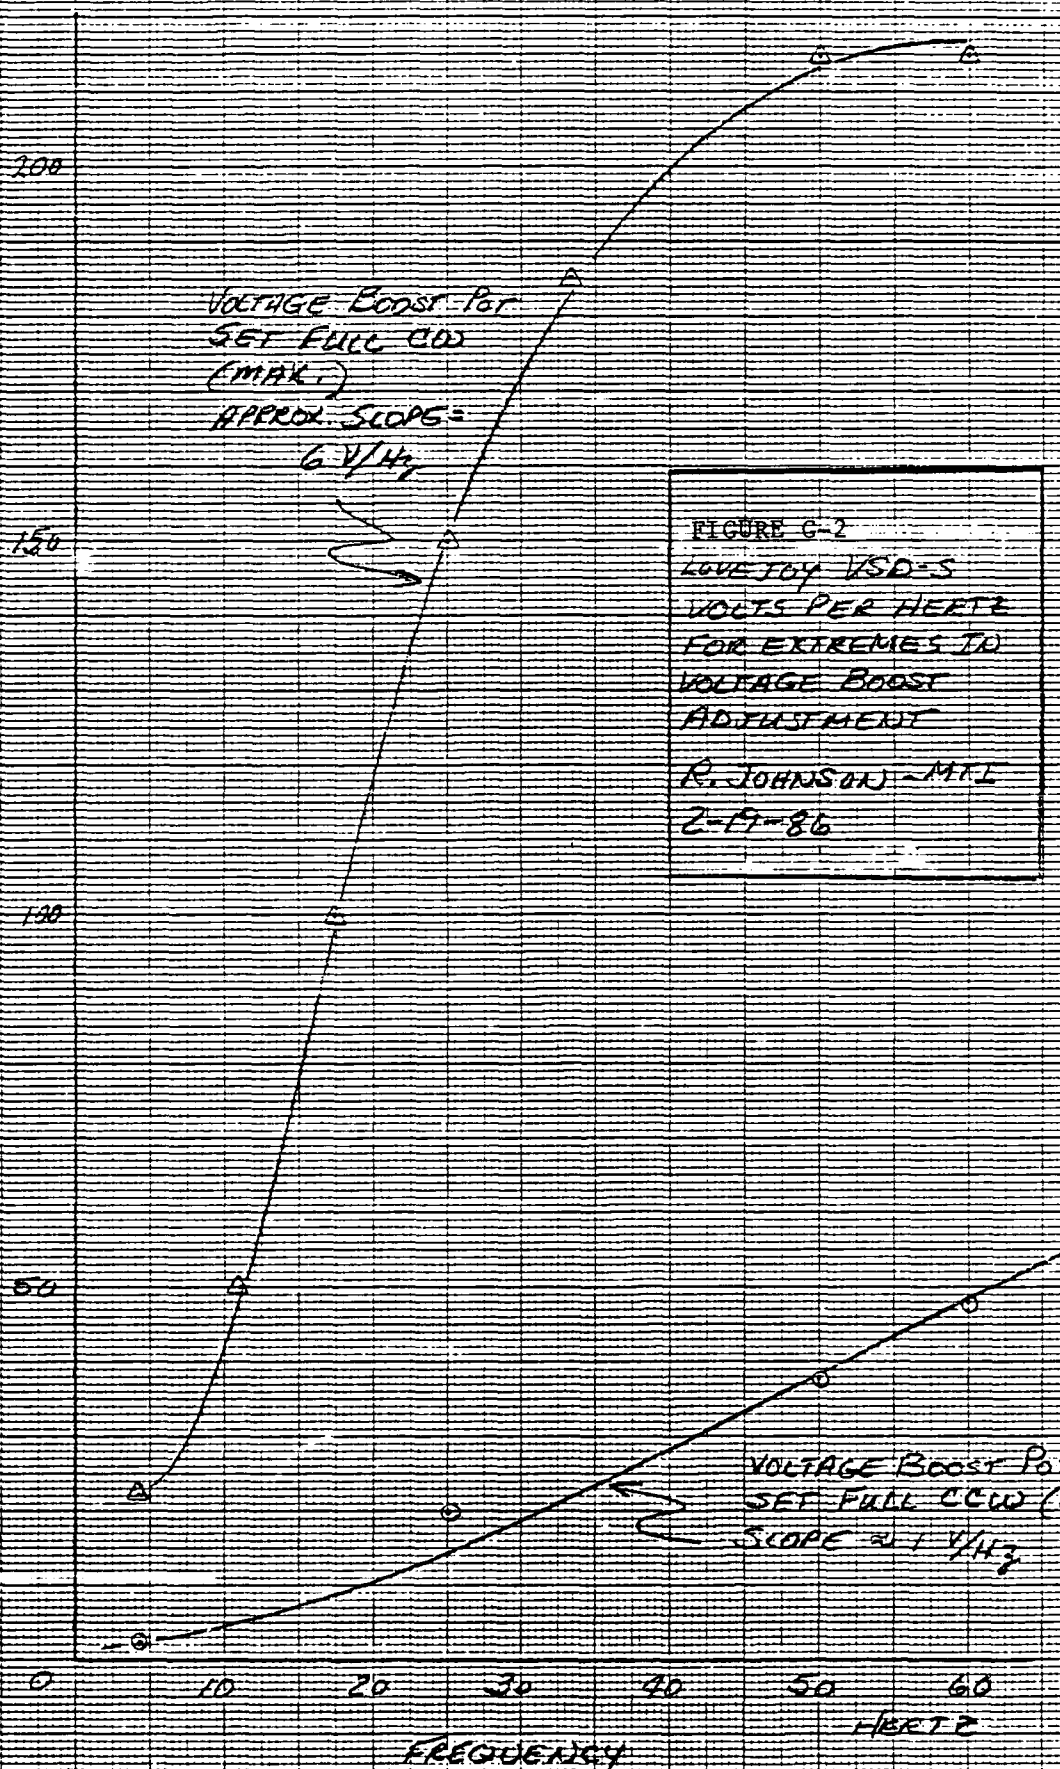 200
VOLTAGE BOOST POT
SET FULL CW
(MAX.)
APPROX. SLOPE =
6 V/Hz
150
FIGURE G-2
LOVEJOY VSD-S
VOLTS PER HERTZ
FOR EXTREMES IN
VOLTAGE BOOST
ADJUSTMENT
R. JOHNSON - MTI
2-19-86
100
50
VOLTAGE BOOST PO
SET FULL CCW (
SLOPE ≈ 1 V/Hz
0 10 20 30 40 50 60
HERTZ
FREQUENCY